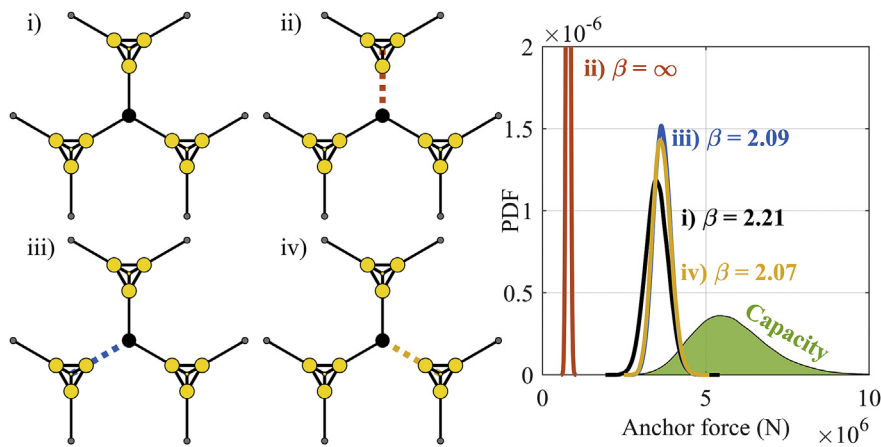 i)
ii)
iii)
iv)
×10⁻⁶
2
1.5
1
0.5
0
PDF
ii) β = ∞
iii) β = 2.09
i) β = 2.21
iv) β = 2.07
Capacity
0
5
10
Anchor force (N)
×10⁶